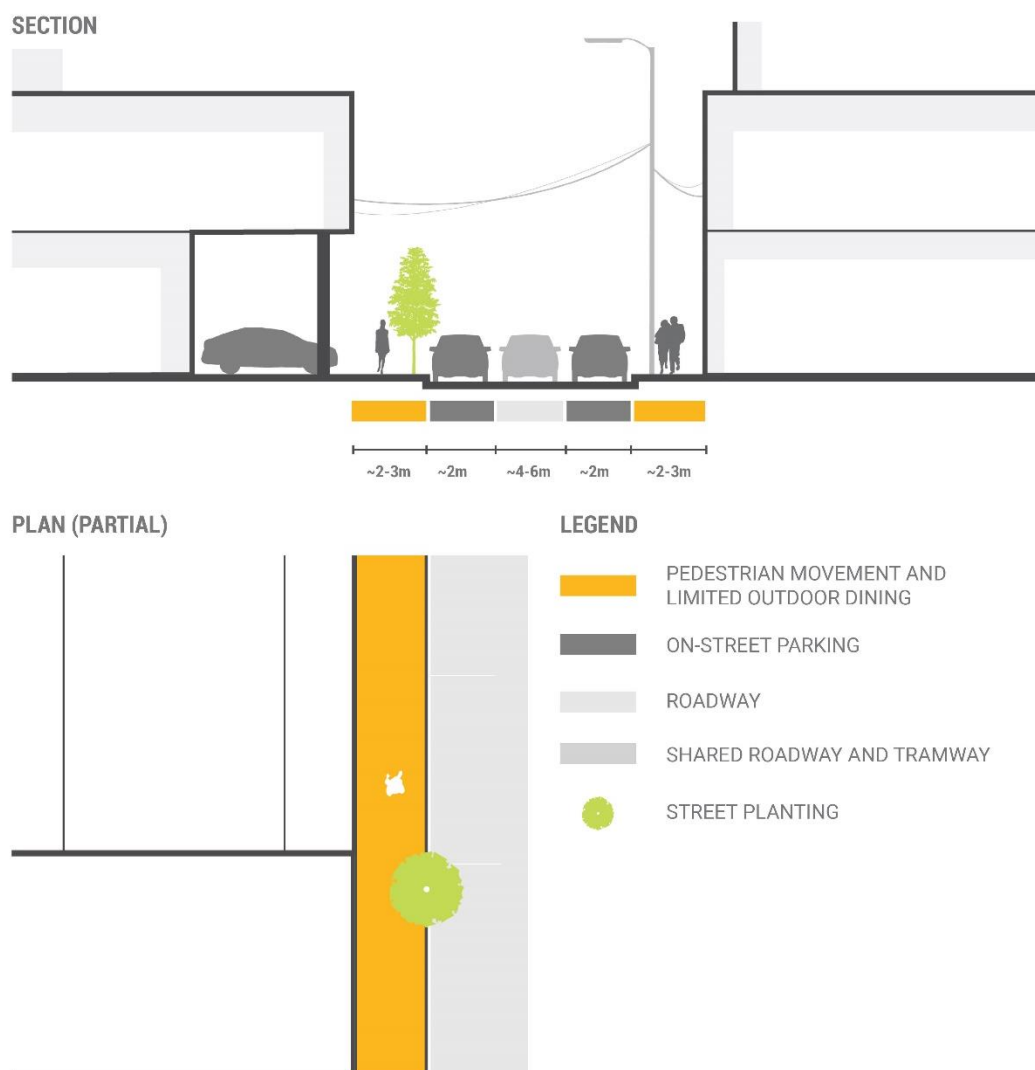 SECTION
~2-3m ~2m ~4-6m ~2m ~2-3m
PLAN (PARTIAL)
LEGEND
PEDESTRIAN MOVEMENT AND
LIMITED OUTDOOR DINING
ON-STREET PARKING
ROADWAY
SHARED ROADWAY AND TRAMWAY
STREET PLANTING